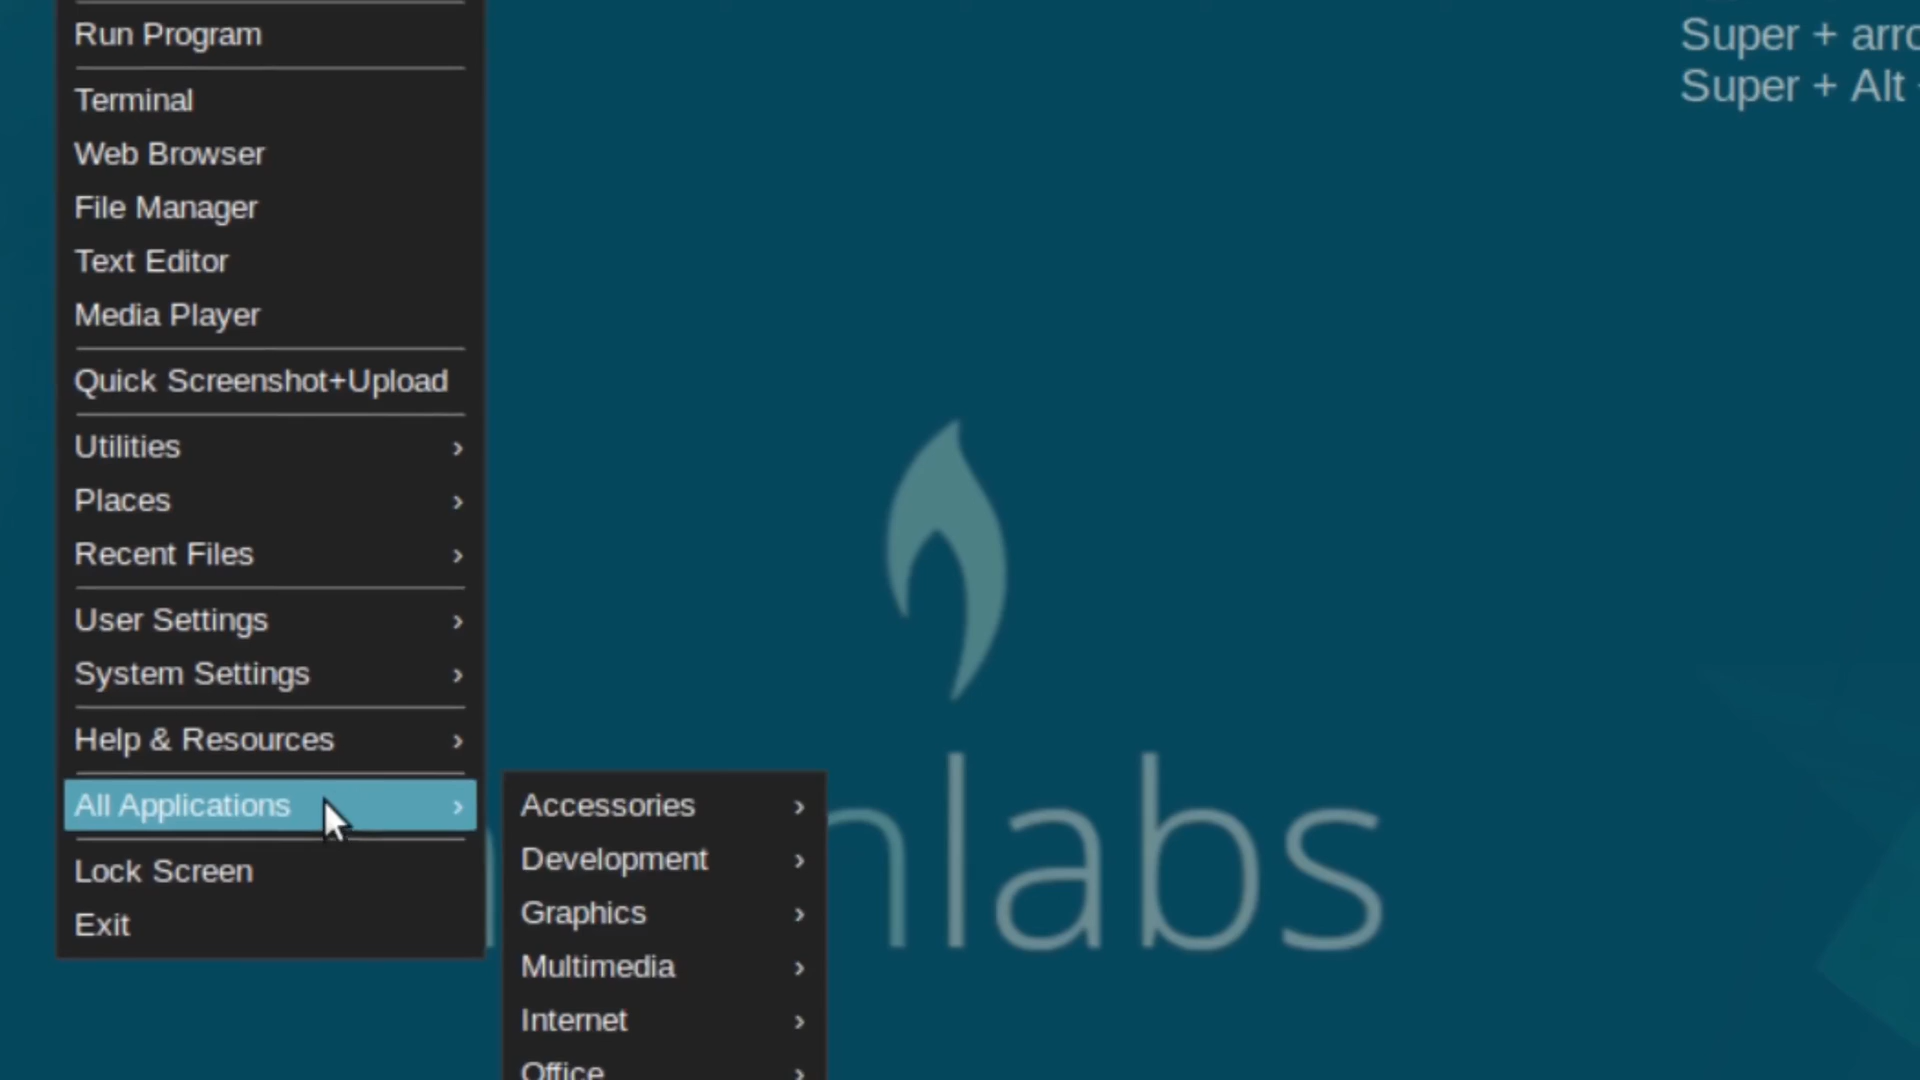 Run Program
Terminal
Web Browser
File Manager
Text Editor
Media Player
Quick Screenshot+Upload
Utilities
Places
Recent Files
User Settings
System Settings
Help & Resources
All Applications
Lock Screen
Exit
Accessories
Development
Graphics
Multimedia
Internet
Office
Super +
Super + Alt
nlabs